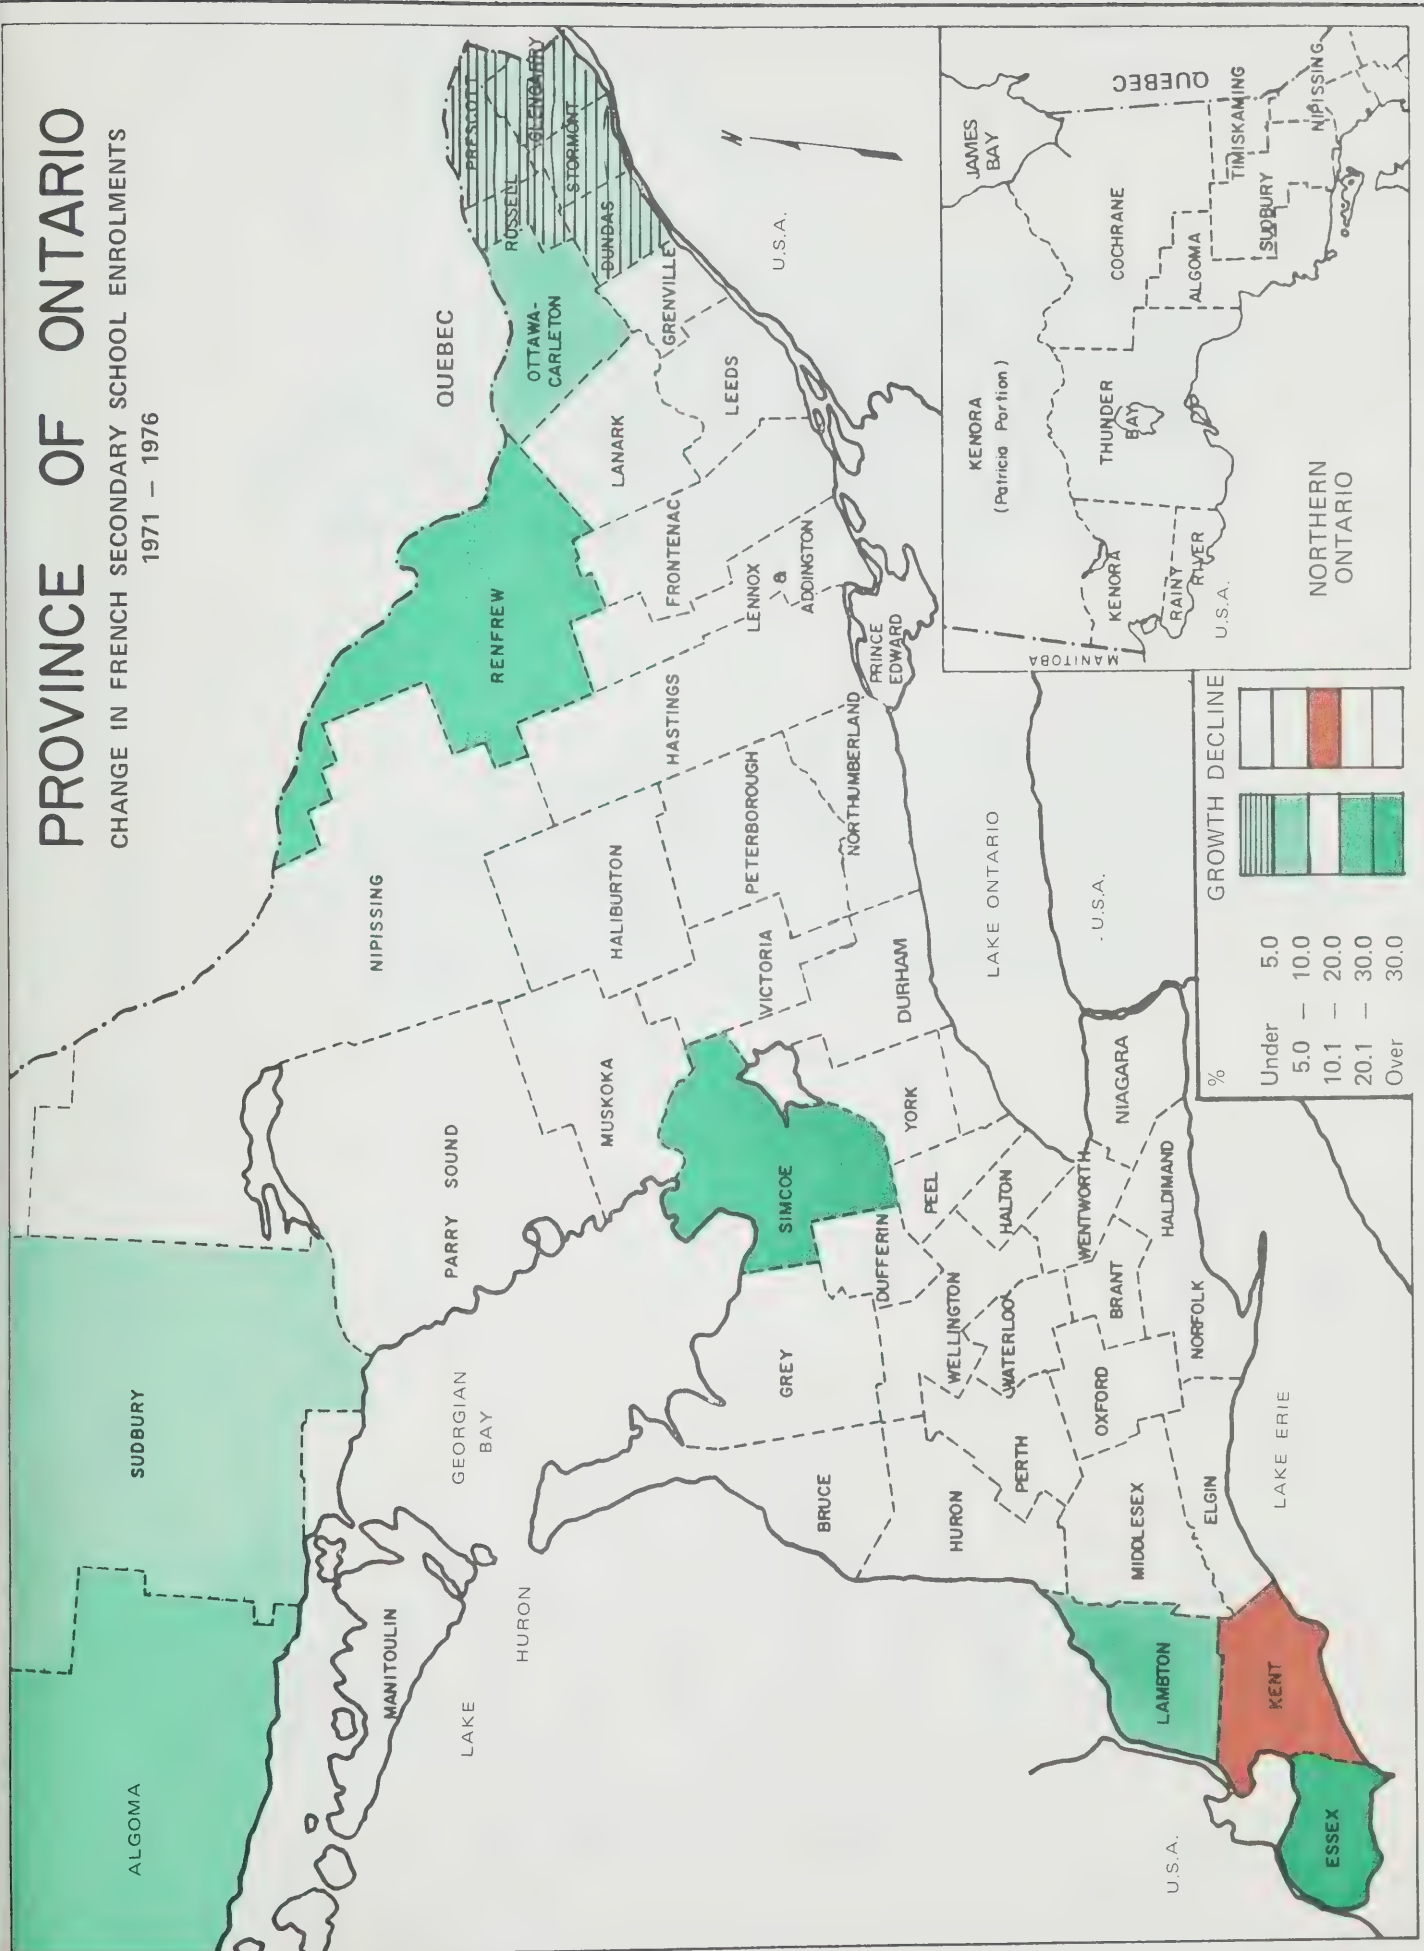 PROVINCE OF ONTARIO
CHANGE IN FRENCH SECONDARY SCHOOL ENROLMENTS
1971 — 1976
ALGOMA
SUDBURY
NIPISSING
MANITOULIN
LAKE
HURON
GEORGIAN
BAY
PARRY SOUND
MUSKOKA
HALIBURTON
RENFREW
QUEBEC
OTTAWA-
CARLETON
PRESCOTT
RUSSELL
GLENGARRY
STORMONT
DUNDAS
GRENVILLE
LEEDS
LANARK
FRONTENAC
LENNOX
&
ADDINGTON
HASTINGS
PRINCE
EDWARD
NORTHUMBERLAND
PETERBOROUGH
VICTORIA
DURHAM
SIMCOE
YORK
PEEL
HALTON
DUFFERIN
GREY
BRUCE
WELLINGTON
WATERLOO
WENTWORTH
NIAGARA
HALDIMAND
BRANT
NORFOLK
OXFORD
PERTH
HURON
MIDDLESEX
ELGIN
LAMBTON
KENT
ESSEX
LAKE ERIE
LAKE ONTARIO
U.S.A.
U.S.A.
U.S.A.
N
% GROWTH DECLINE
Under 5.0
5.0 — 10.0
10.1 — 20.0
20.1 — 30.0
Over 30.0
MANITOBA
KENORA
(Patricia Portion)
JAMES
BAY
QUEBEC
KENORA
RAINY
RIVER
THUNDER
BAY
COCHRANE
ALGOMA
SUDBURY
TIMISKAMING
NIPISSING
U.S.A.
NORTHERN
ONTARIO